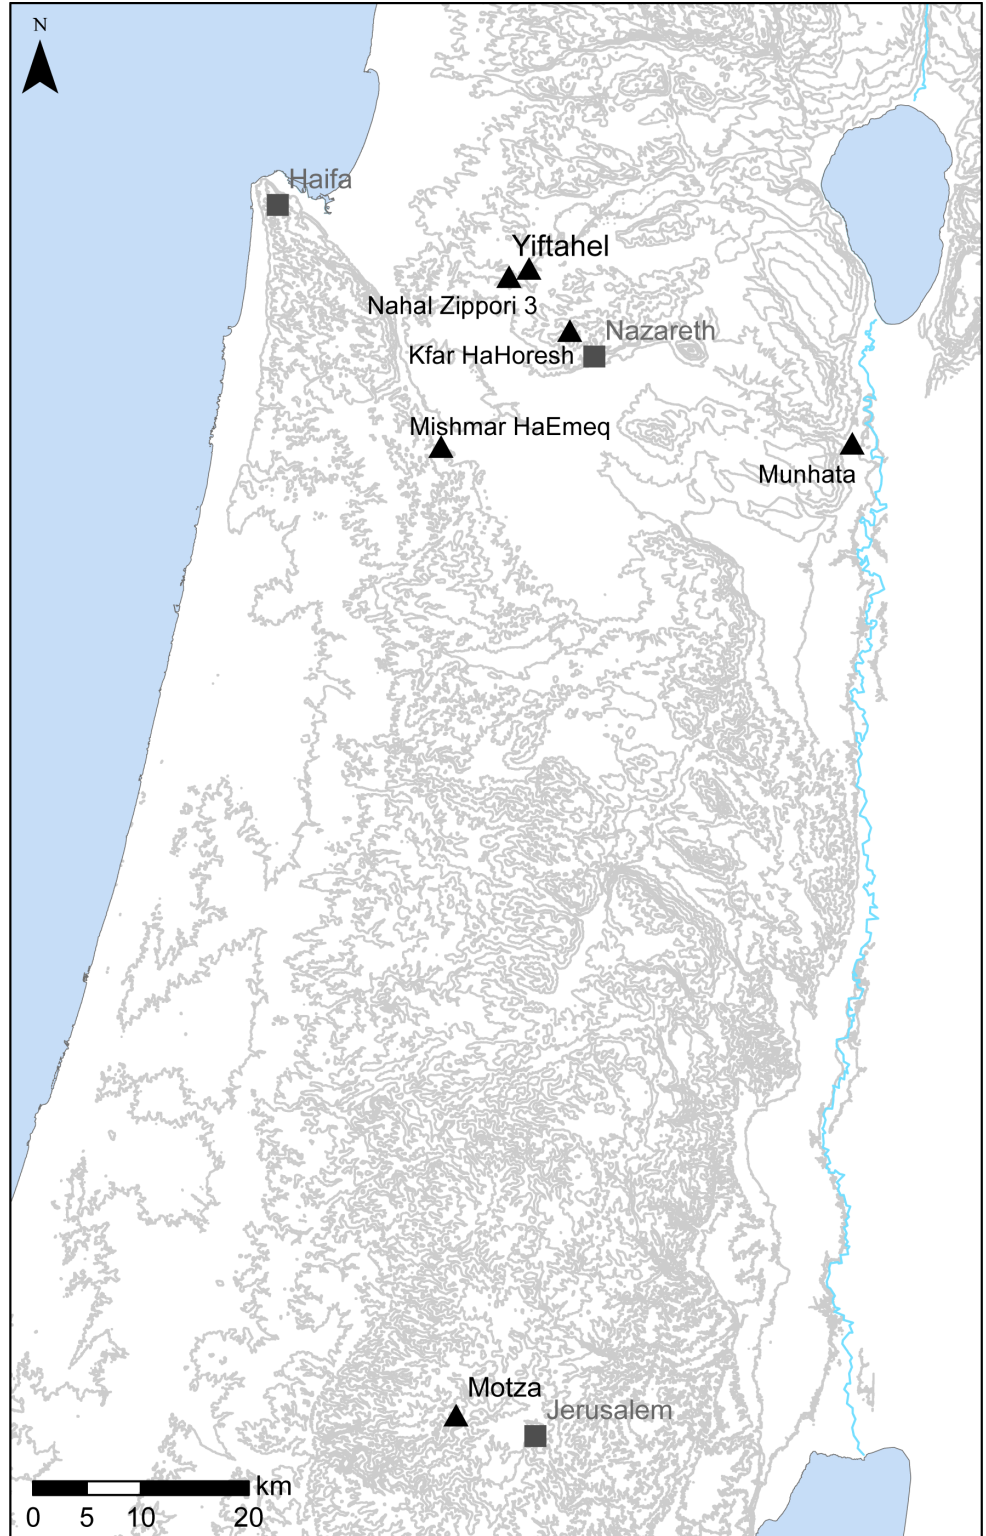 N
Haifa
Yiftahel
Nahal Zippori 3
Nazareth
Kfar HaHoresh
Mishmar HaEmeq
Munhata
Motza
Jerusalem
km
0 5 10 20